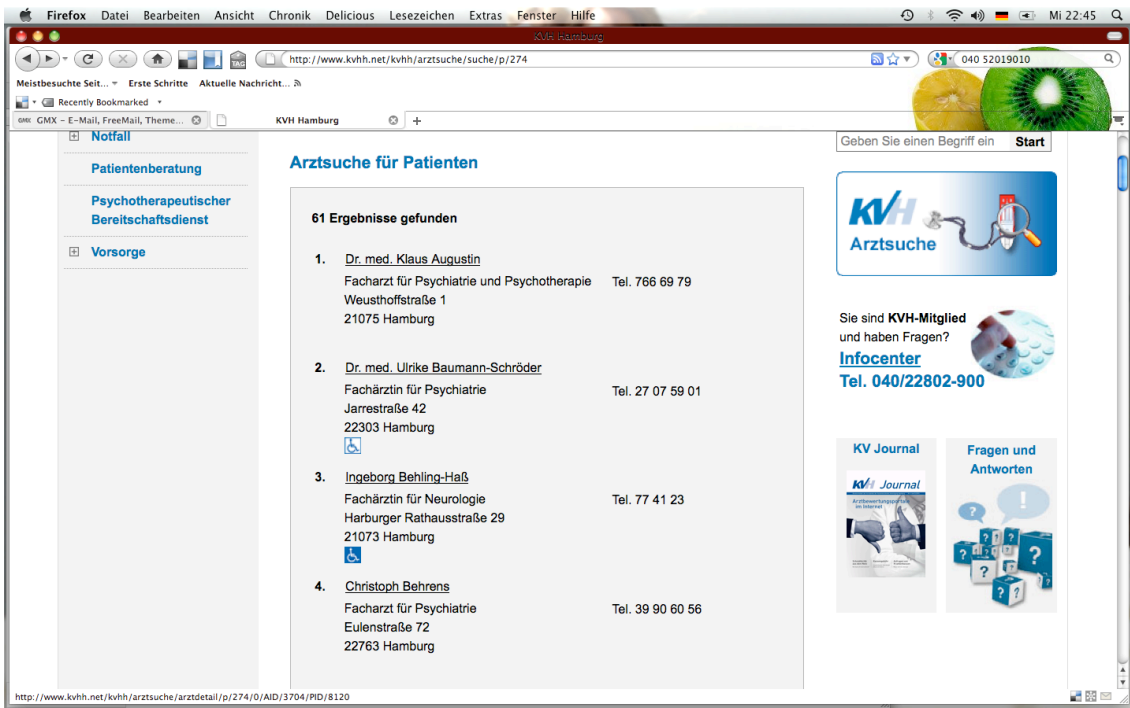 Firefox Datei Bearbeiten Ansicht Chronik Delicious Lesezeichen Extras Fenster Hilfe Mi 22:45
KVH Hamburg
TAG http://www.kvhh.net/kvhh/arztsuche/suche/p/274 040 52019010
Meistbesuchte Seit... Erste Schritte Aktuelle Nachricht...
Recently Bookmarked
GMX GMX - E-Mail, FreeMail, Theme... KVH Hamburg
Notfall
Patientenberatung
Psychotherapeutischer
Bereitschaftsdienst
Vorsorge
Arztsuche für Patienten
61 Ergebnisse gefunden
1. Dr. med. Klaus Augustin
Facharzt für Psychiatrie und Psychotherapie Tel. 766 69 79
Weusthoffstraße 1
21075 Hamburg
2. Dr. med. Ulrike Baumann-Schröder
Fachärztin für Psychiatrie Tel. 27 07 59 01
Jarrestraße 42
22303 Hamburg
3. Ingeborg Behling-Haß
Fachärztin für Neurologie Tel. 77 41 23
Harburger Rathausstraße 29
21073 Hamburg
4. Christoph Behrens
Facharzt für Psychiatrie Tel. 39 90 60 56
Eulenstraße 72
22763 Hamburg
Geben Sie einen Begriff ein Start
KVH
Arztsuche
Sie sind KVH-Mitglied
und haben Fragen?
Infocenter
Tel. 040/22802-900
KV Journal
KVH Journal
Arztbewertungsportale
im Internet
Fragen und
Antworten
http://www.kvhh.net/kvhh/arztsuche/arztdetail/p/274/0/AID/3704/PID/8120